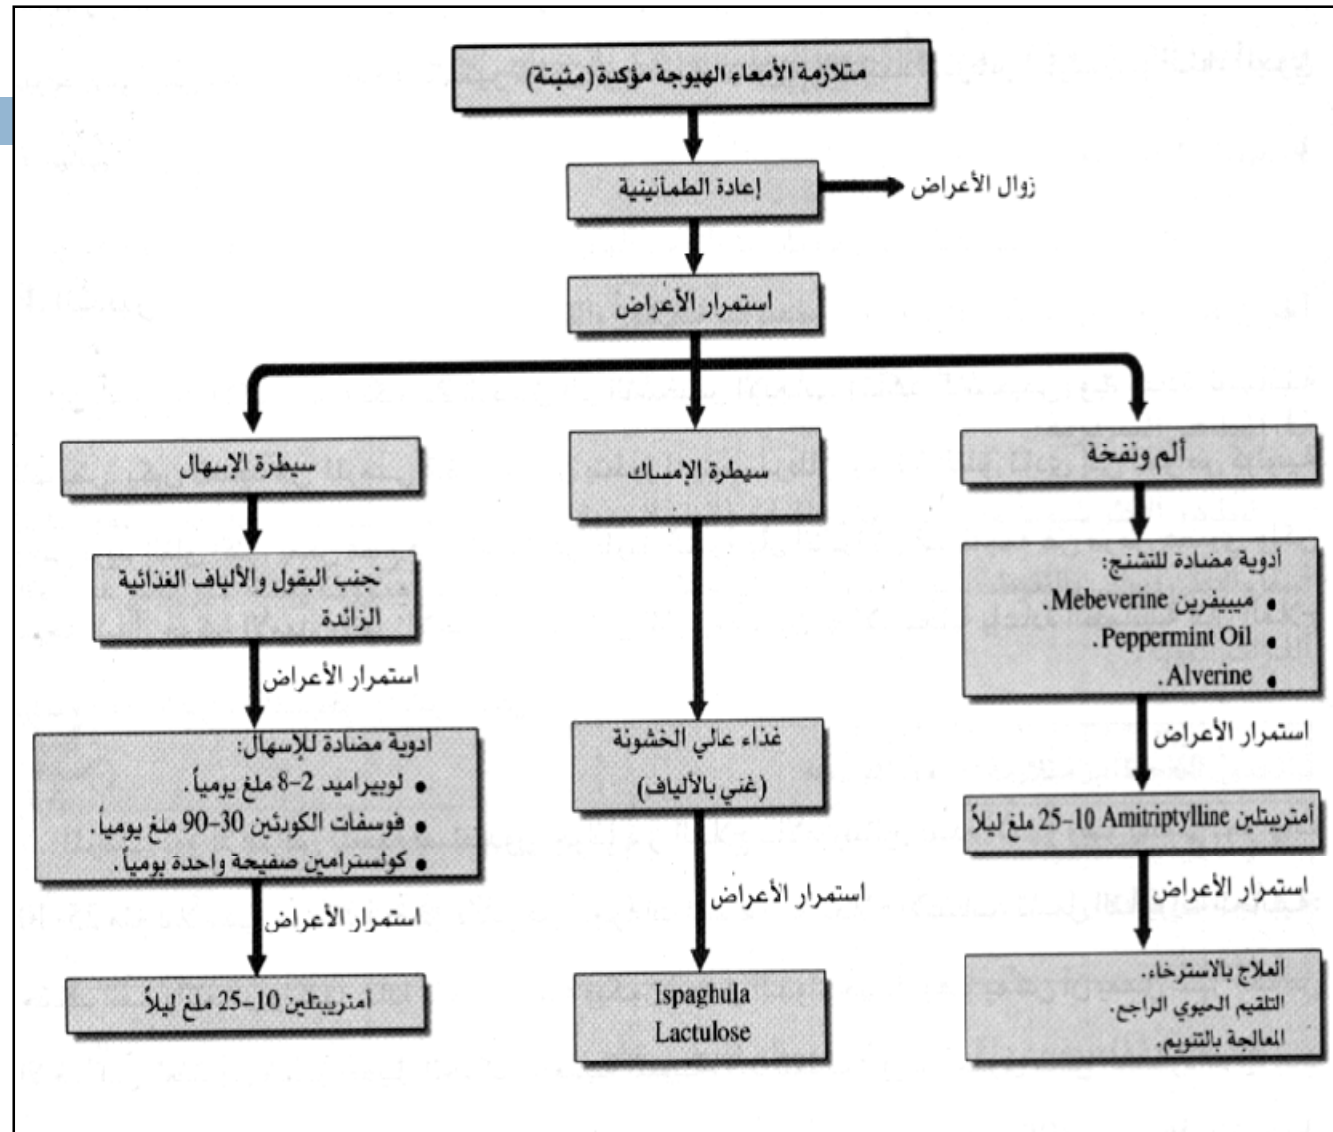 متلازمة الأمعاء الهيوجة مؤكدة (مثبتة)
إعادة الطمأنينية
زوال الأعراض
استمرار الأعراض
ألم ونفخة
أدوية مضادة للتشنج:
• ميبيفرين Mebeverine.
• Peppermint Oil.
• Alverine.
استمرار الأعراض
أمتريبتلين Amitriptylline 10–25 ملغ ليلاً
استمرار الأعراض
العلاج بالاسترخاء.
التلقيم الحيوي الراجع.
المعالجة بالتنويم.
سيطرة الإمساك
غذاء عالي الخشونة
(غني بالألياف)
استمرار الأعراض
Ispaghula
Lactulose
سيطرة الإسهال
تجنب البقول والألياف الغذائية
الزائدة
استمرار الأعراض
أدوية مضادة للإسهال:
• لوبيراميد 2–8 ملغ يومياً.
• فوسفات الكودئين 30–90 ملغ يومياً.
• كولسترامين صفيحة واحدة يومياً.
استمرار الأعراض
أمتريبتلين 10–25 ملغ ليلاً